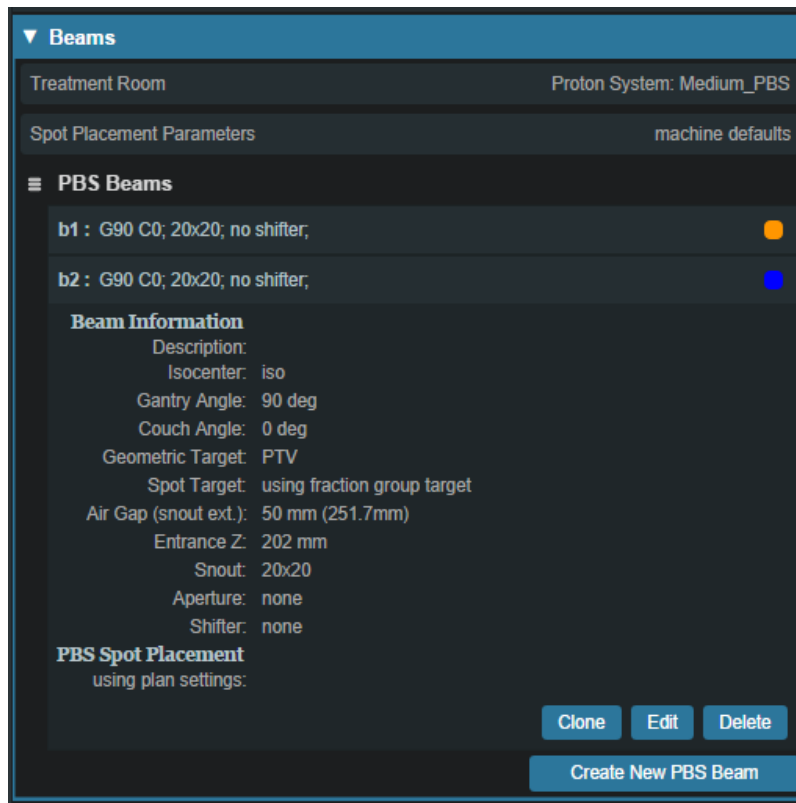 Beams
Treatment Room Proton System: Medium_PBS
Spot Placement Parameters machine defaults
PBS Beams
b1 : G90 C0; 20x20; no shifter;
b2 : G90 C0; 20x20; no shifter;
Beam Information
Description:
Isocenter: iso
Gantry Angle: 90 deg
Couch Angle: 0 deg
Geometric Target: PTV
Spot Target: using fraction group target
Air Gap (snout ext.): 50 mm (251.7mm)
Entrance Z: 202 mm
Snout: 20x20
Aperture: none
Shifter: none
PBS Spot Placement
using plan settings:
Clone Edit Delete
Create New PBS Beam